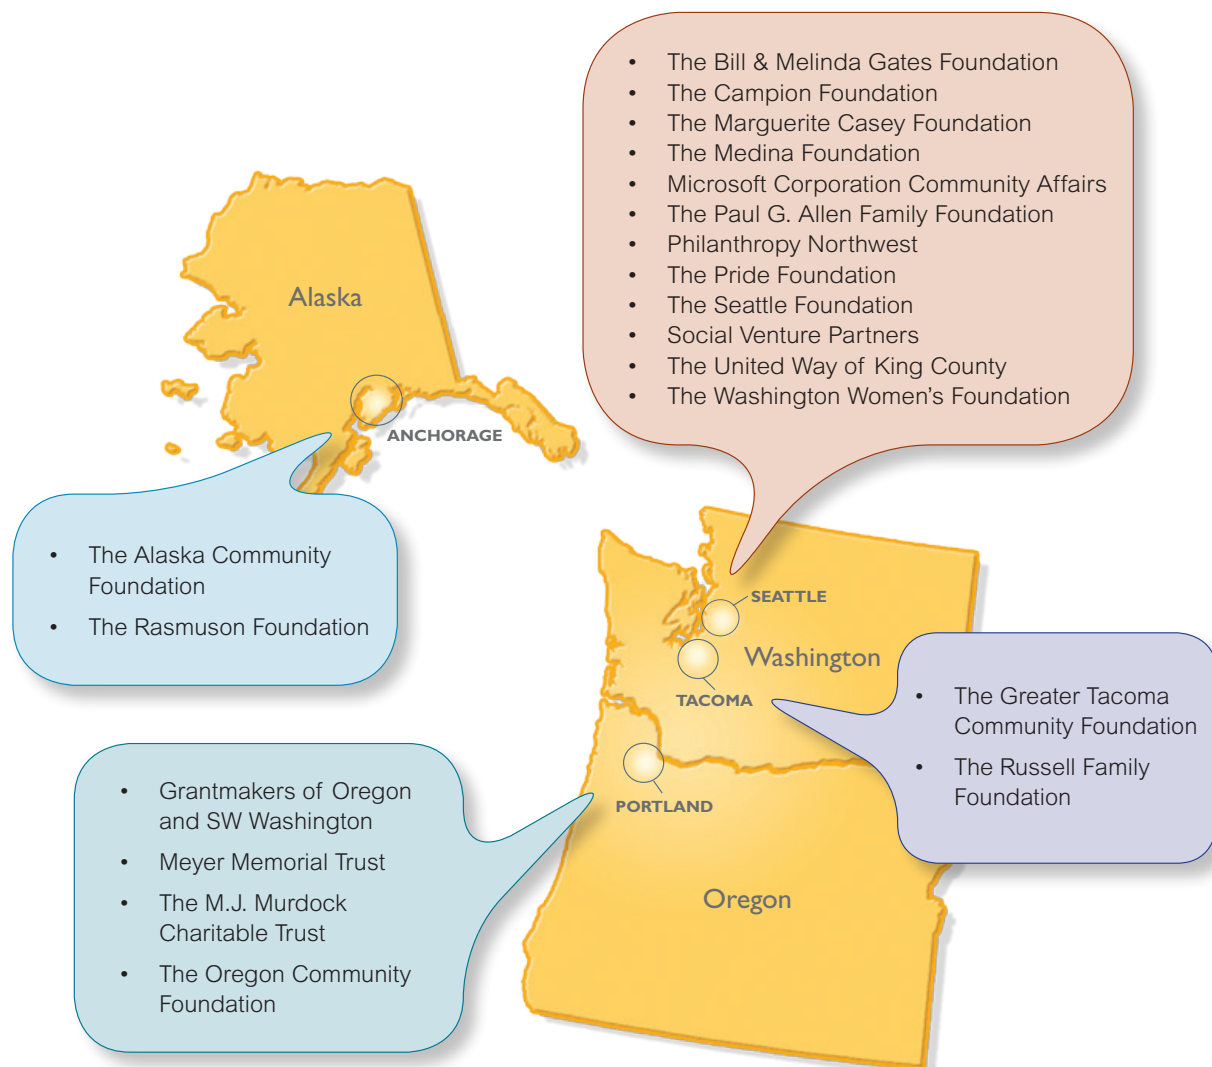 • The Bill & Melinda Gates Foundation
• The Campion Foundation
• The Marguerite Casey Foundation
• The Medina Foundation
• Microsoft Corporation Community Affairs
• The Paul G. Allen Family Foundation
• Philanthropy Northwest
• The Pride Foundation
• The Seattle Foundation
• Social Venture Partners
• The United Way of King County
• The Washington Women’s Foundation
Alaska
ANCHORAGE
• The Alaska Community
Foundation
• The Rasmuson Foundation
SEATTLE
Washington
TACOMA
• The Greater Tacoma
Community Foundation
• The Russell Family
Foundation
PORTLAND
Oregon
• Grantmakers of Oregon
and SW Washington
• Meyer Memorial Trust
• The M.J. Murdock
Charitable Trust
• The Oregon Community
Foundation